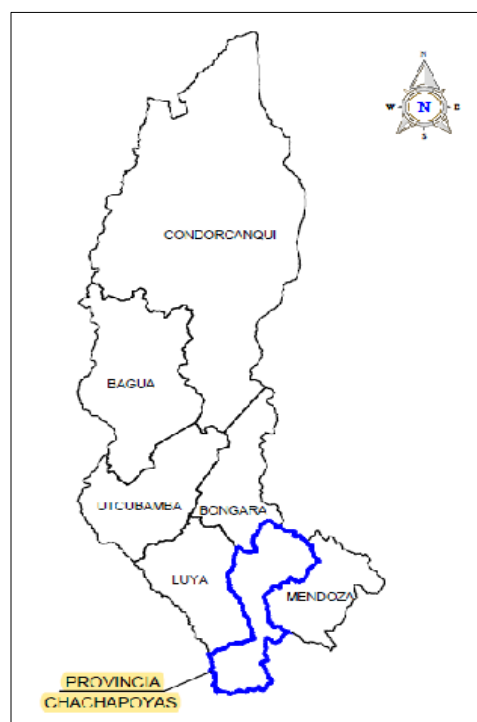 N
W
N
E
S
CONDORCANQUI
BAGUA
UTCUBAMBA
BONGARA
LUYA
MENDOZA
PROVINCIA
CHACHAPOYAS